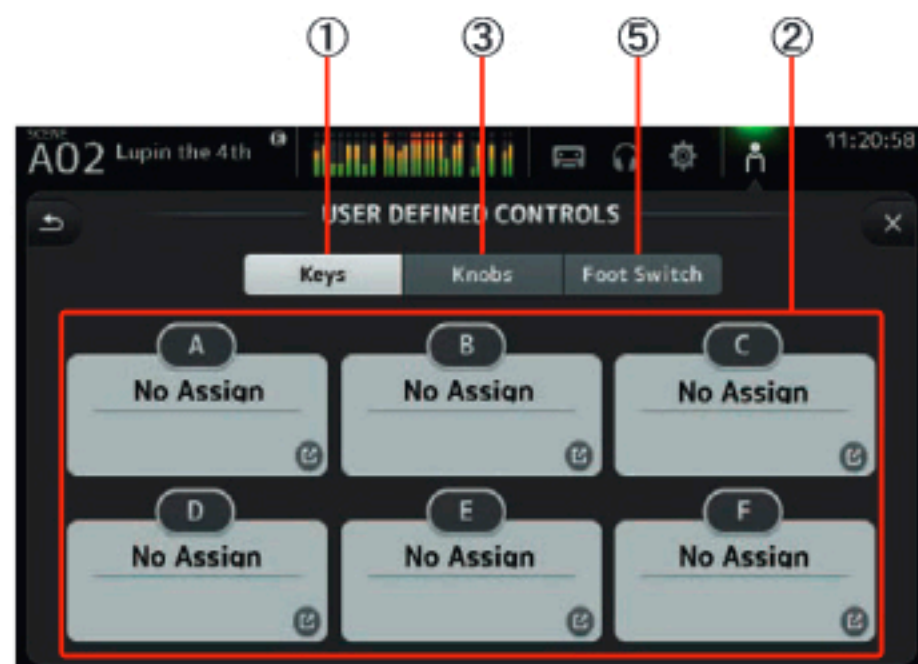 ① ③ ⑤ ②
SCENE
A02 Lupin the 4th E 11:20:58
USER DEFINED CONTROLS
Keys Knobs Foot Switch
A B C
No Assign No Assign No Assign
D E F
No Assign No Assign No Assign